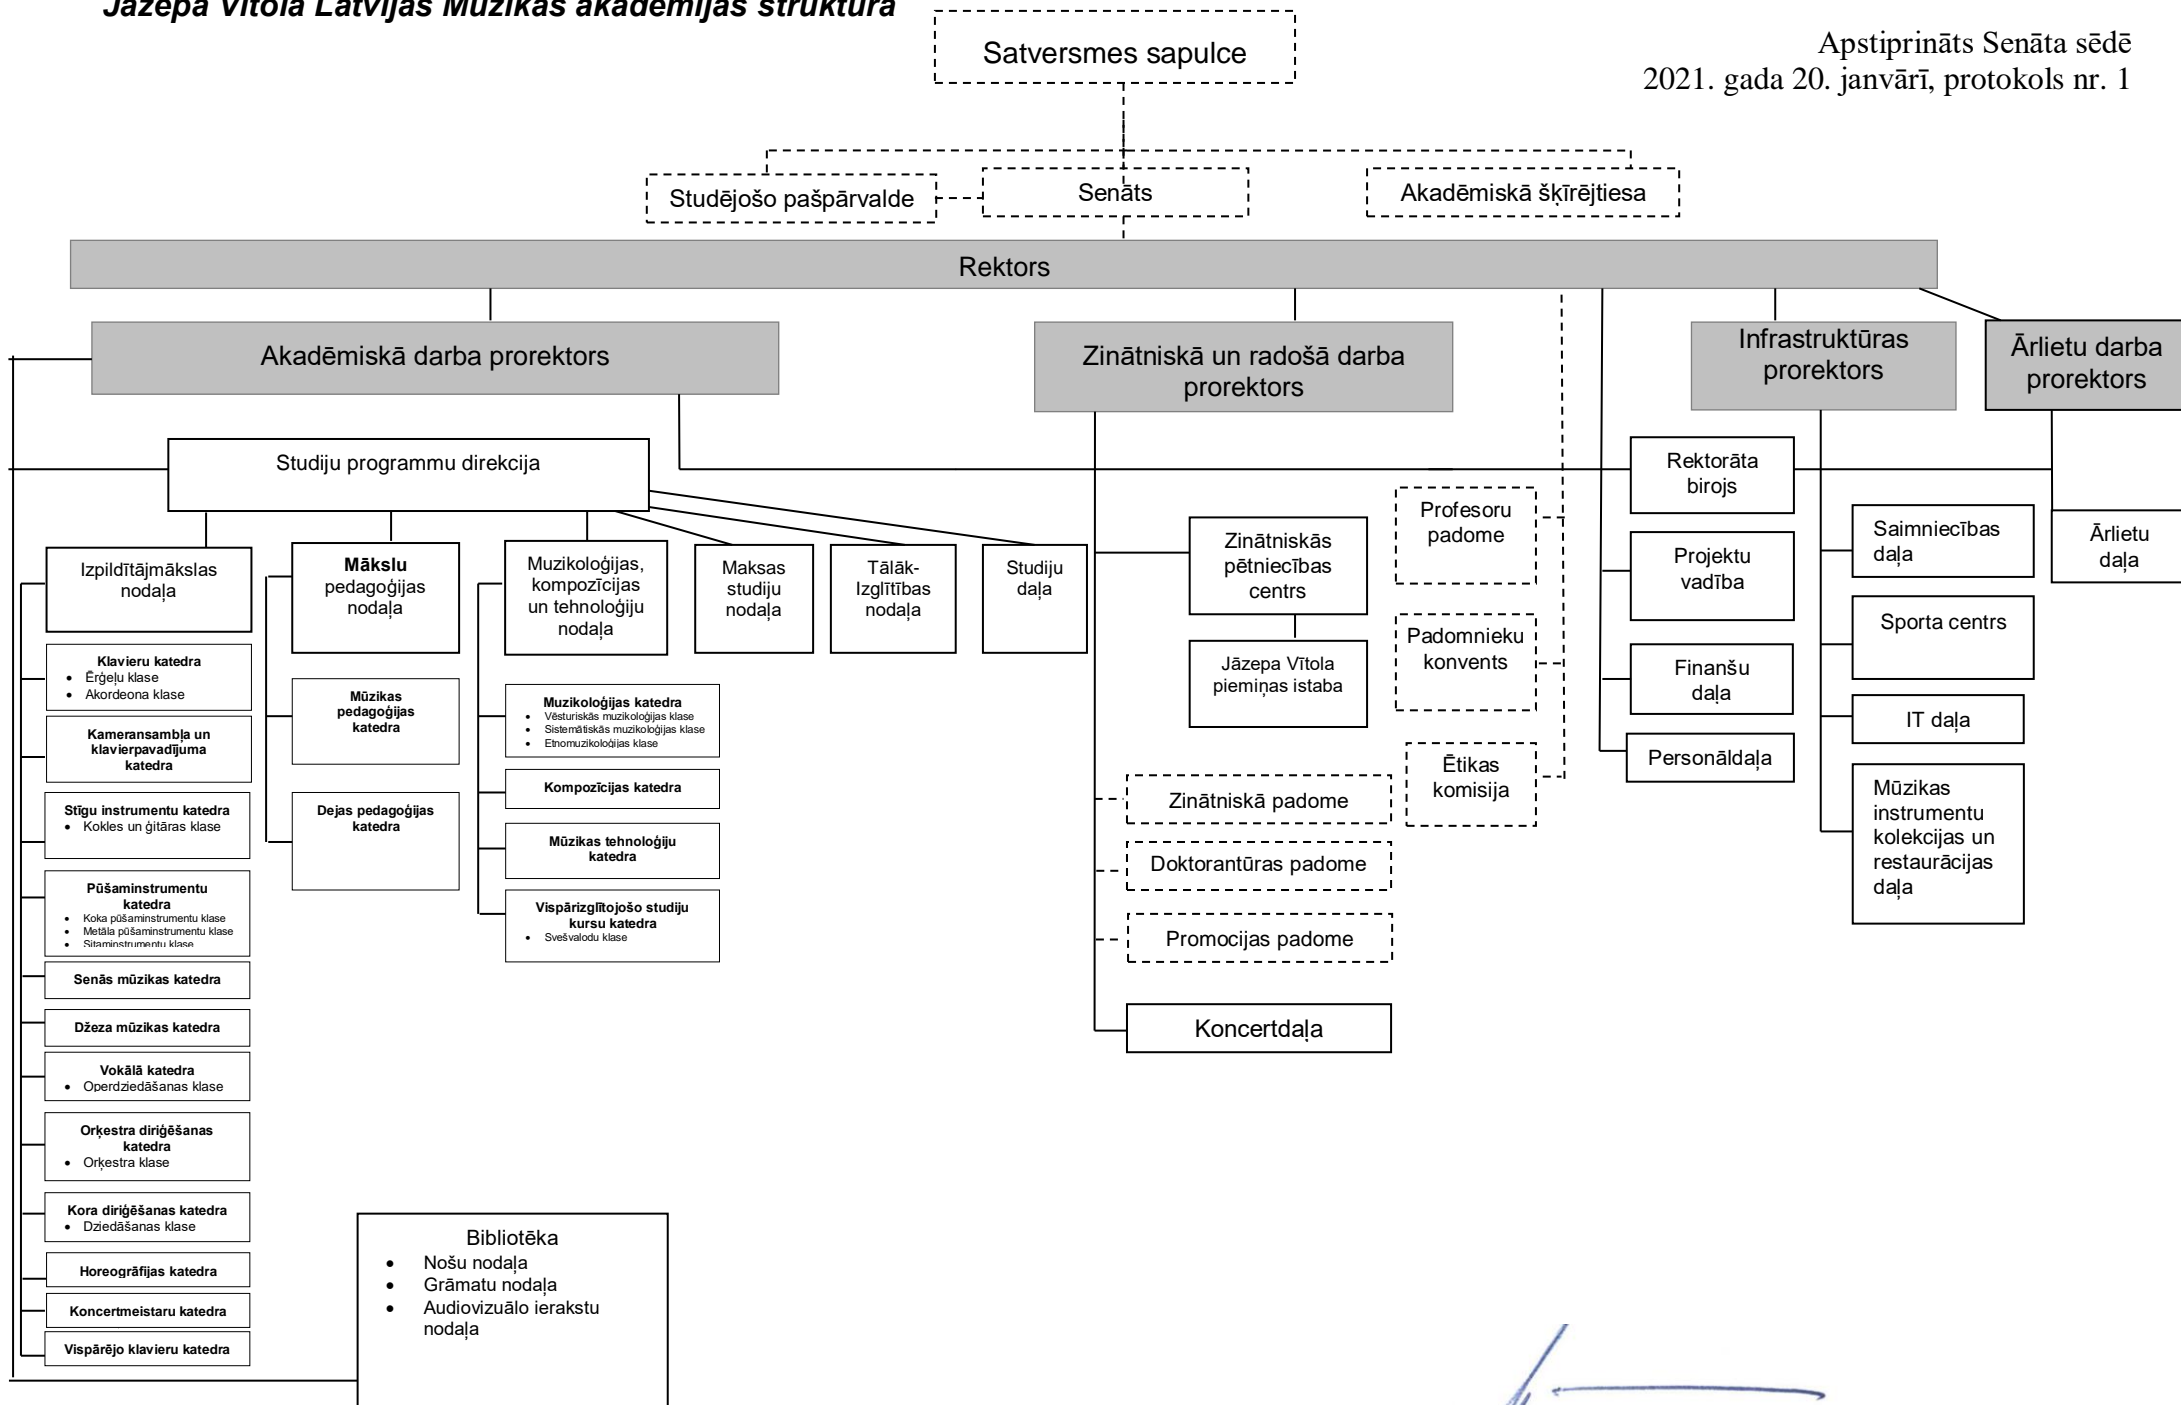 Jāzepa Vītola Latvijas Mūzikas akadēmijas struktūra
Apstiprināts Senāta sēdē
2021. gada 20. janvārī, protokols nr. 1
Satversmes sapulce
Studējošo pašpārvalde
Senāts
Akadēmiskā šķīrējtiesa
Rektors
Akadēmiskā darba prorektors
Zinātniskā un radošā darba
prorektors
Infrastruktūras
prorektors
Ārlietu darba
prorektors
Studiju programmu direkcija
Izpildītājmākslas
nodaļa
Mākslu
pedagoģijas
nodaļa
Muzikoloģijas,
kompozīcijas
un tehnoloģiju
nodaļa
Maksas
studiju
nodaļa
Tālāk-
Izglītības
nodaļa
Studiju
daļa
Klavieru katedra
• Ērģeļu klase
• Akordeona klase
Kameransambļa un
klavierpavadījuma
katedra
Stīgu instrumentu katedra
• Kokles un ģitāras klase
Pūšaminstrumentu
katedra
• Koka pūšaminstrumentu klase
• Metāla pūšaminstrumentu klase
• Sitaminstrumentu klase
Senās mūzikas katedra
Džeza mūzikas katedra
Vokālā katedra
• Operdziedāšanas klase
Orķestra diriģēšanas
katedra
• Orķestra klase
Kora diriģēšanas katedra
• Dziedāšanas klase
Horeogrāfijas katedra
Koncertmeistaru katedra
Vispārējo klavieru katedra
Mūzikas
pedagoģijas
katedra
Dejas pedagoģijas
katedra
Muzikoloģijas katedra
• Vēsturiskās muzikoloģijas klase
• Sistemātiskās muzikoloģijas klase
• Etnomuzikoloģijas klase
Kompozīcijas katedra
Mūzikas tehnoloģiju
katedra
Vispārizglītojošo studiju
kursu katedra
• Svešvalodu klase
Bibliotēka
• Nošu nodaļa
• Grāmatu nodaļa
• Audiovizuālo ierakstu
nodaļa
Zinātniskās
pētniecības
centrs
Jāzepa Vītola
piemiņas istaba
Zinātniskā padome
Doktorantūras padome
Promocijas padome
Koncertdaļa
Profesoru
padome
Padomnieku
konvents
Ētikas
komisija
Rektorāta
birojs
Projektu
vadība
Finanšu
daļa
Personāldaļa
Saimniecības
daļa
Sporta centrs
IT daļa
Mūzikas
instrumentu
kolekcijas un
restaurācijas
daļa
Ārlietu
daļa